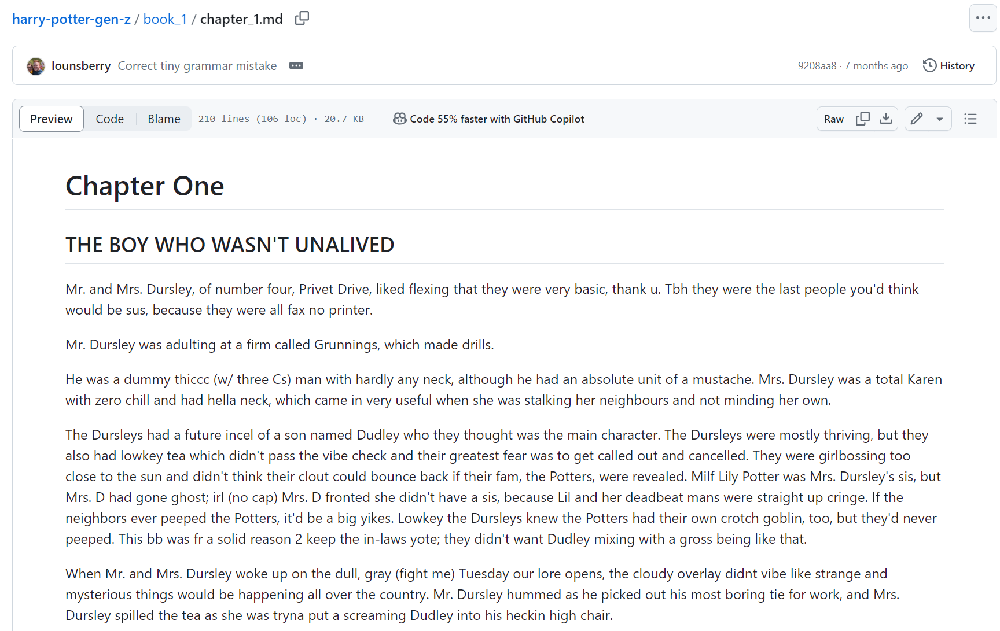 harry-potter-gen-z / book_1 / chapter_1.md
lounsberry Correct tiny grammar mistake
9208aa8 · 7 months ago History
Preview Code Blame 210 lines (106 loc) · 20.7 KB Code 55% faster with GitHub Copilot Raw
Chapter One
THE BOY WHO WASN'T UNALIVED
Mr. and Mrs. Dursley, of number four, Privet Drive, liked flexing that they were very basic, thank u. Tbh they were the last people you'd think
would be sus, because they were all fax no printer.
Mr. Dursley was adulting at a firm called Grunnings, which made drills.
He was a dummy thiccc (w/ three Cs) man with hardly any neck, although he had an absolute unit of a mustache. Mrs. Dursley was a total Karen
with zero chill and had hella neck, which came in very useful when she was stalking her neighbours and not minding her own.
The Dursleys had a future incel of a son named Dudley who they thought was the main character. The Dursleys were mostly thriving, but they
also had lowkey tea which didn't pass the vibe check and their greatest fear was to get called out and cancelled. They were girlbossing too
close to the sun and didn't think their clout could bounce back if their fam, the Potters, were revealed. Milf Lily Potter was Mrs. Dursley's sis, but
Mrs. D had gone ghost; irl (no cap) Mrs. D fronted she didn't have a sis, because Lil and her deadbeat mans were straight up cringe. If the
neighbors ever peeped the Potters, it'd be a big yikes. Lowkey the Dursleys knew the Potters had their own crotch goblin, too, but they'd never
peeped. This bb was fr a solid reason 2 keep the in-laws yote; they didn't want Dudley mixing with a gross being like that.
When Mr. and Mrs. Dursley woke up on the dull, gray (fight me) Tuesday our lore opens, the cloudy overlay didnt vibe like strange and
mysterious things would be happening all over the country. Mr. Dursley hummed as he picked out his most boring tie for work, and Mrs.
Dursley spilled the tea as she was tryna put a screaming Dudley into his heckin high chair.